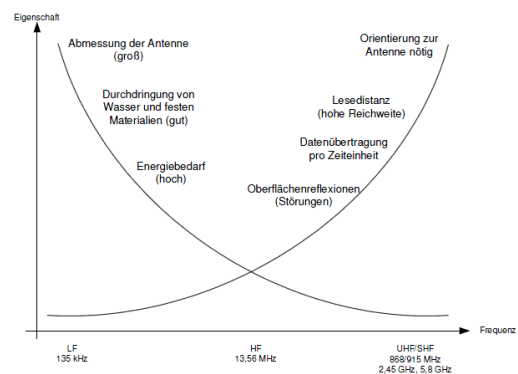 Eigenschaft
Abmessung der Antenne
(groß)
Durchdringung von
Wasser und festen
Materialien (gut)
Energiebedarf
(hoch)
Orientierung zur
Antenne nötig
Lesedistanz
(hohe Reichweite)
Datenübertragung
pro Zeiteinheit
Oberflächenreflexionen
(Störungen)
Frequenz
LF
135 kHz
HF
13,56 MHz
UHF/SHF
868/915 MHz
2,45 GHz, 5,8 GHz